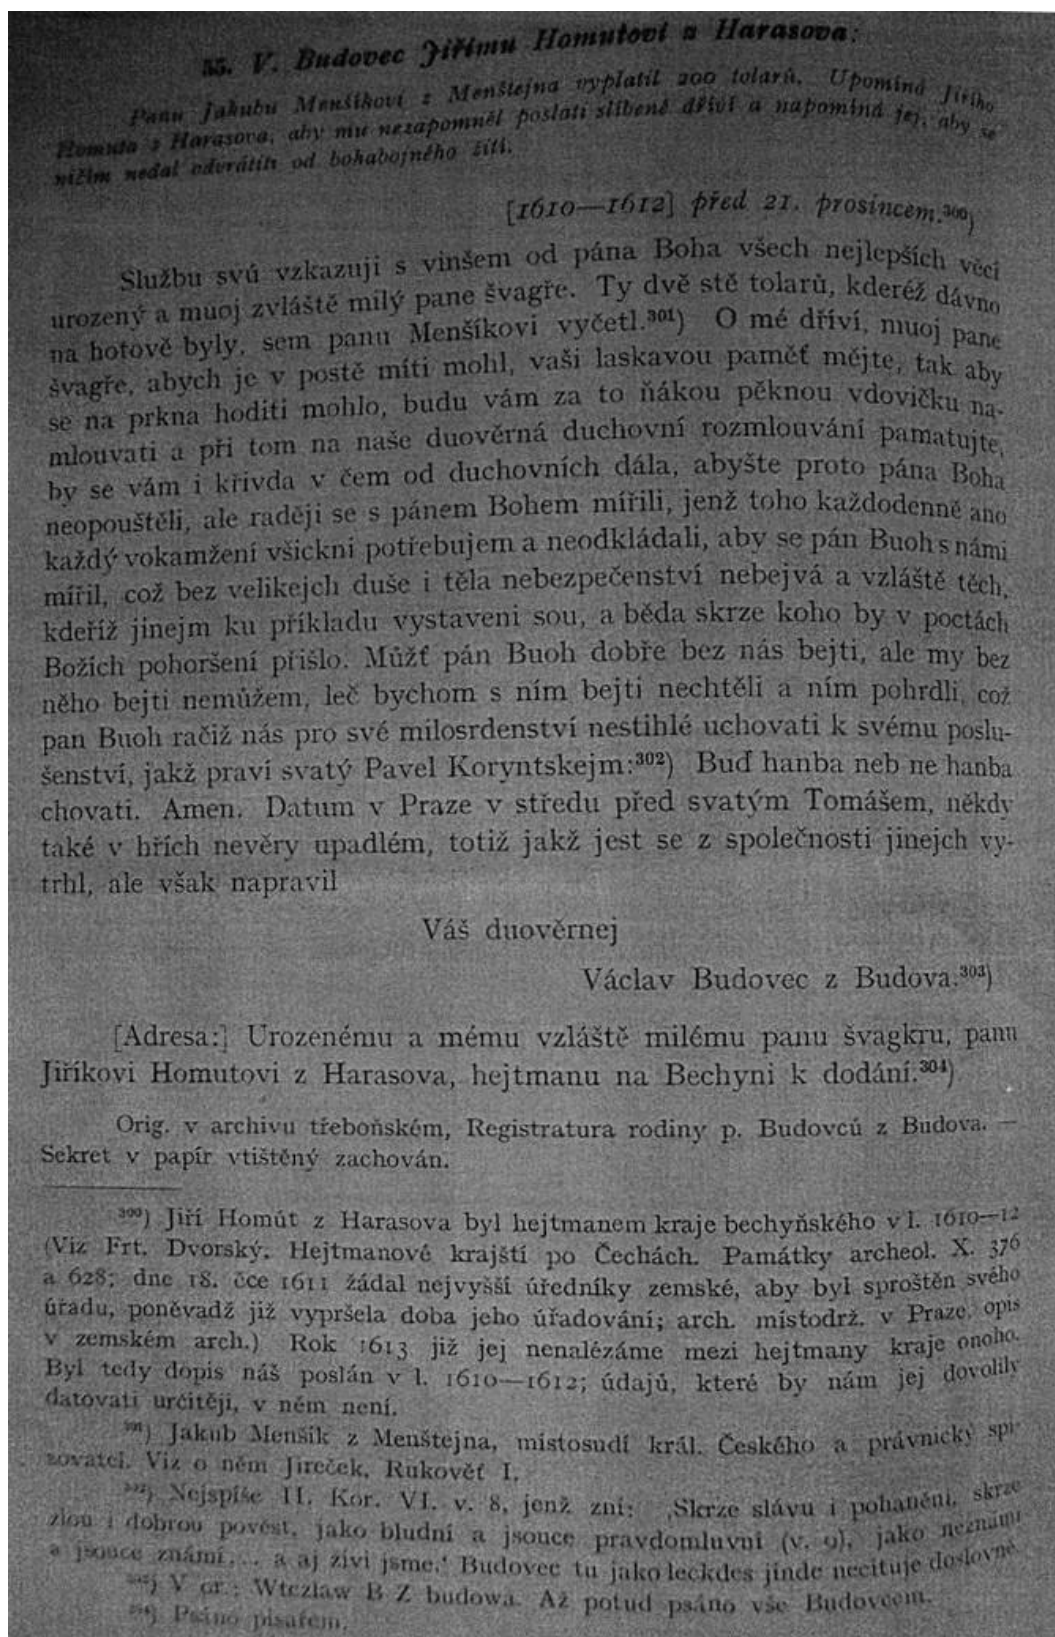 55. V. Budovec Jiřímu Homutovi z Harasova:
Panu Jakubu Menšíkovi z Menštejna vyplatil 200 tolarů. Upomíná Jiřího
Homuta z Harasova, aby mu nezapomněl poslati slíbené dříví a napomíná jej, aby se
ničím nedal odvrátiti od bohabojného žití.
[1610—1612] před 21. prosincem.³⁰⁰)
Službu svú vzkazuji s vinšem od pána Boha všech nejlepších věcí
urozený a muoj zvláště milý pane švagře. Ty dvě stě tolarů, kderéž dávno
na hotově byly, sem panu Menšíkovi vyčetl.³⁰¹) O mé dříví, muoj pane
švagře, abych je v postě míti mohl, vaši laskavou paměť mějte, tak aby
se na prkna hoditi mohlo, budu vám za to ňákou pěknou vdovičku na-
mlouvati a při tom na naše duověrná duchovní rozmlouvání pamatujte,
by se vám i křivda v čem od duchovních dála, abyšte proto pána Boha
neopouštěli, ale raději se s pánem Bohem mířili, jenž toho každodenně ano
každý vokamžení všickni potřebujem a neodkládali, aby se pán Buoh s námi
mířil, což bez velikejch duše i těla nebezpečenství nebejvá a vzláště těch,
kdeříž jinejm ku příkladu vystaveni sou, a běda skrze koho by v poctách
Božích pohoršení přišlo. Můžť pán Buoh dobře bez nás bejti, ale my bez
něho bejti nemůžem, leč bychom s ním bejti nechtěli a ním pohrdli, což
pan Buoh račiž nás pro své milosrdenství nestihlé uchovati k svému poslu-
šenství, jakž praví svatý Pavel Koryntskejm:³⁰²) Buď hanba neb ne hanba
chovati. Amen. Datum v Praze v středu před svatým Tomášem, někdy
také v hřích nevěry upadlém, totiž jakž jest se z společnosti jinejch vy-
trhl, ale však napravil
Váš duověrnej
Václav Budovec z Budova.³⁰³)
[Adresa:] Urozenému a mému vzláště milému panu švagkru, panu
Jiříkovi Homutovi z Harasova, hejtmanu na Bechyni k dodání.³⁰⁴)
Orig. v archivu třeboňském, Registratura rodiny p. Budovců z Budova. —
Sekret v papír vtištěný zachován.
³⁰⁰) Jiří Homút z Harasova byl hejtmanem kraje bechyňského v l. 1610—12
(Viz Frt. Dvorský, Hejtmanové krajští po Čechách. Památky archeol. X. 376
a 628; dne 18. čce 1611 žádal nejvyšší úředníky zemské, aby byl sproštěn svého
úřadu, poněvadž již vypršela doba jeho úřadování; arch. místodrž. v Praze, opis
v zemském arch.) Rok 1613 již jej nenalézáme mezi hejtmany kraje onoho.
Byl tedy dopis náš poslán v l. 1610—1612; údajů, které by nám jej dovolily
datovati určitěji, v něm není.
³⁰¹) Jakub Menšík z Menštejna, místosudí král. Českého a právnický spi-
sovatel. Viz o něm Jireček, Rukověť I.
³⁰²) Nejspíše II. Kor. VI. v. 8, jenž zní: ‚Skrze slávu i pohanění, skrze
zlou i dobrou pověst, jako bludní a jsouce pravdomluvní (v. 9), jako neznámí
a jsouce známí... a aj živi jsme.‘ Budovec tu jako leckdes jinde necituje doslovně.
³⁰³) V or.: Wtczlaw B Z budowa. Až potud psáno vše Budovcem.
³⁰⁴) Psáno písařem.